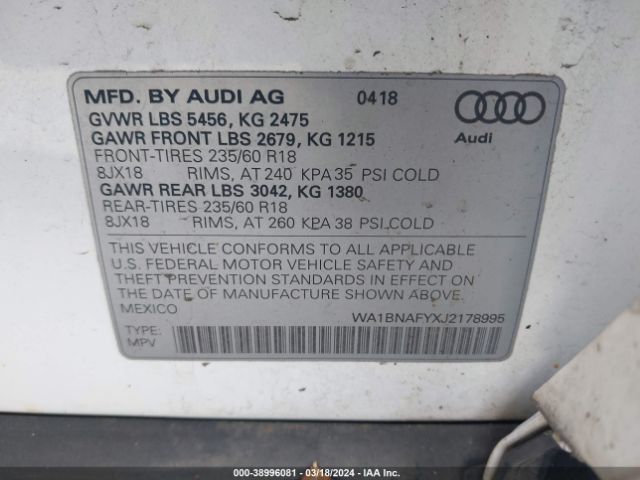 MFD. BY AUDI AG 0418
GVWR LBS 5456, KG 2475
GAWR FRONT LBS 2679, KG 1215
Audi
FRONT-TIRES 235/60 R18
8JX18 RIMS, AT 240 KPA 35 PSI COLD
GAWR REAR LBS 3042, KG 1380
REAR-TIRES 235/60 R18
8JX18 RIMS, AT 260 KPA 38 PSI COLD
THIS VEHICLE CONFORMS TO ALL APPLICABLE
U.S. FEDERAL MOTOR VEHICLE SAFETY AND
THEFT PREVENTION STANDARDS IN EFFECT ON
THE DATE OF MANUFACTURE SHOWN ABOVE.
MEXICO
WA1BNAFYXJ2178995
TYPE:
MPV
000-38996081 - 03/18/2024 - IAA Inc.